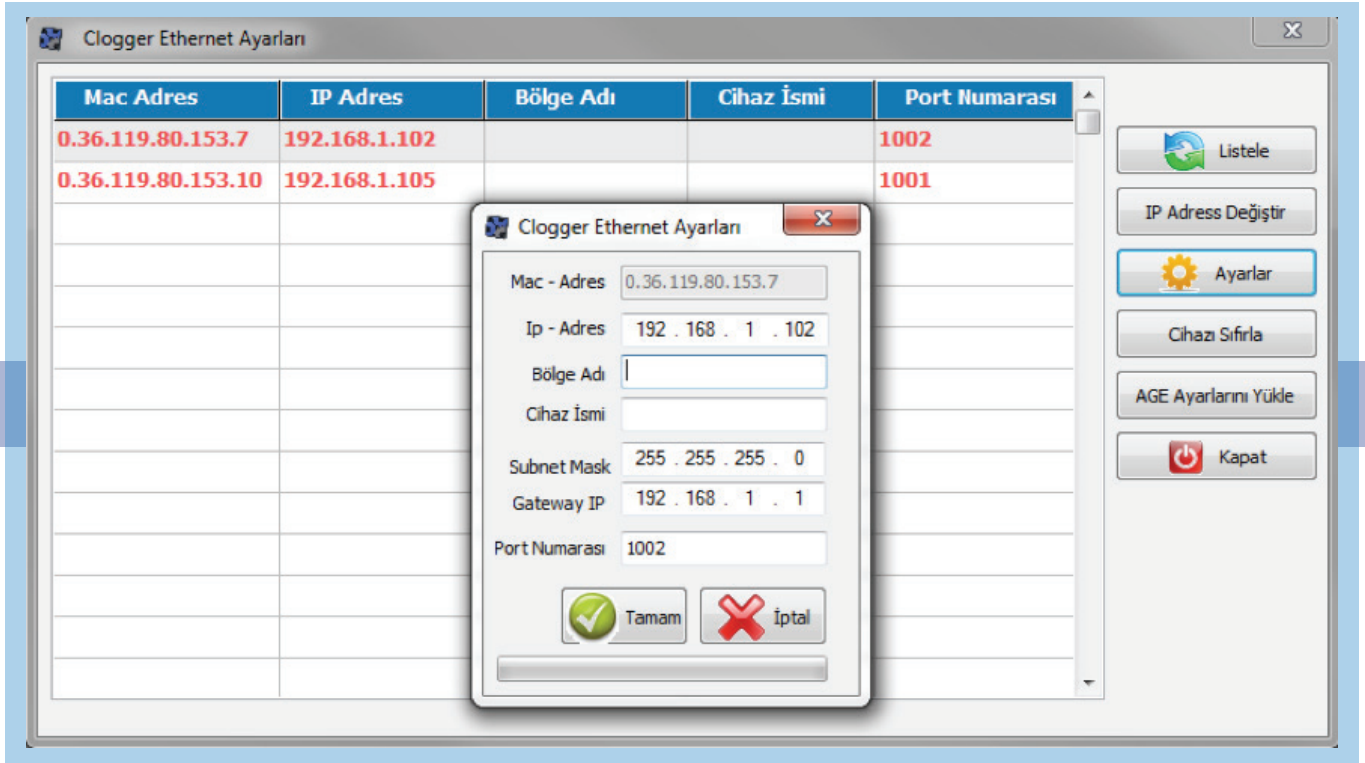 Clogger Ethernet Ayarları
Mac Adres IP Adres Bölge Adı Cihaz İsmi Port Numarası
0.36.119.80.153.7 192.168.1.102 1002
0.36.119.80.153.10 192.168.1.105 1001
Listele
IP Adress Değiştir
Ayarlar
Cihazı Sıfırla
AGE Ayarlarını Yükle
Kapat
Clogger Ethernet Ayarları
Mac - Adres 0.36.119.80.153.7
Ip - Adres 192 . 168 . 1 . 102
Bölge Adı
Cihaz İsmi
Subnet Mask 255 . 255 . 255 . 0
Gateway IP 192 . 168 . 1 . 1
Port Numarası 1002
Tamam İptal